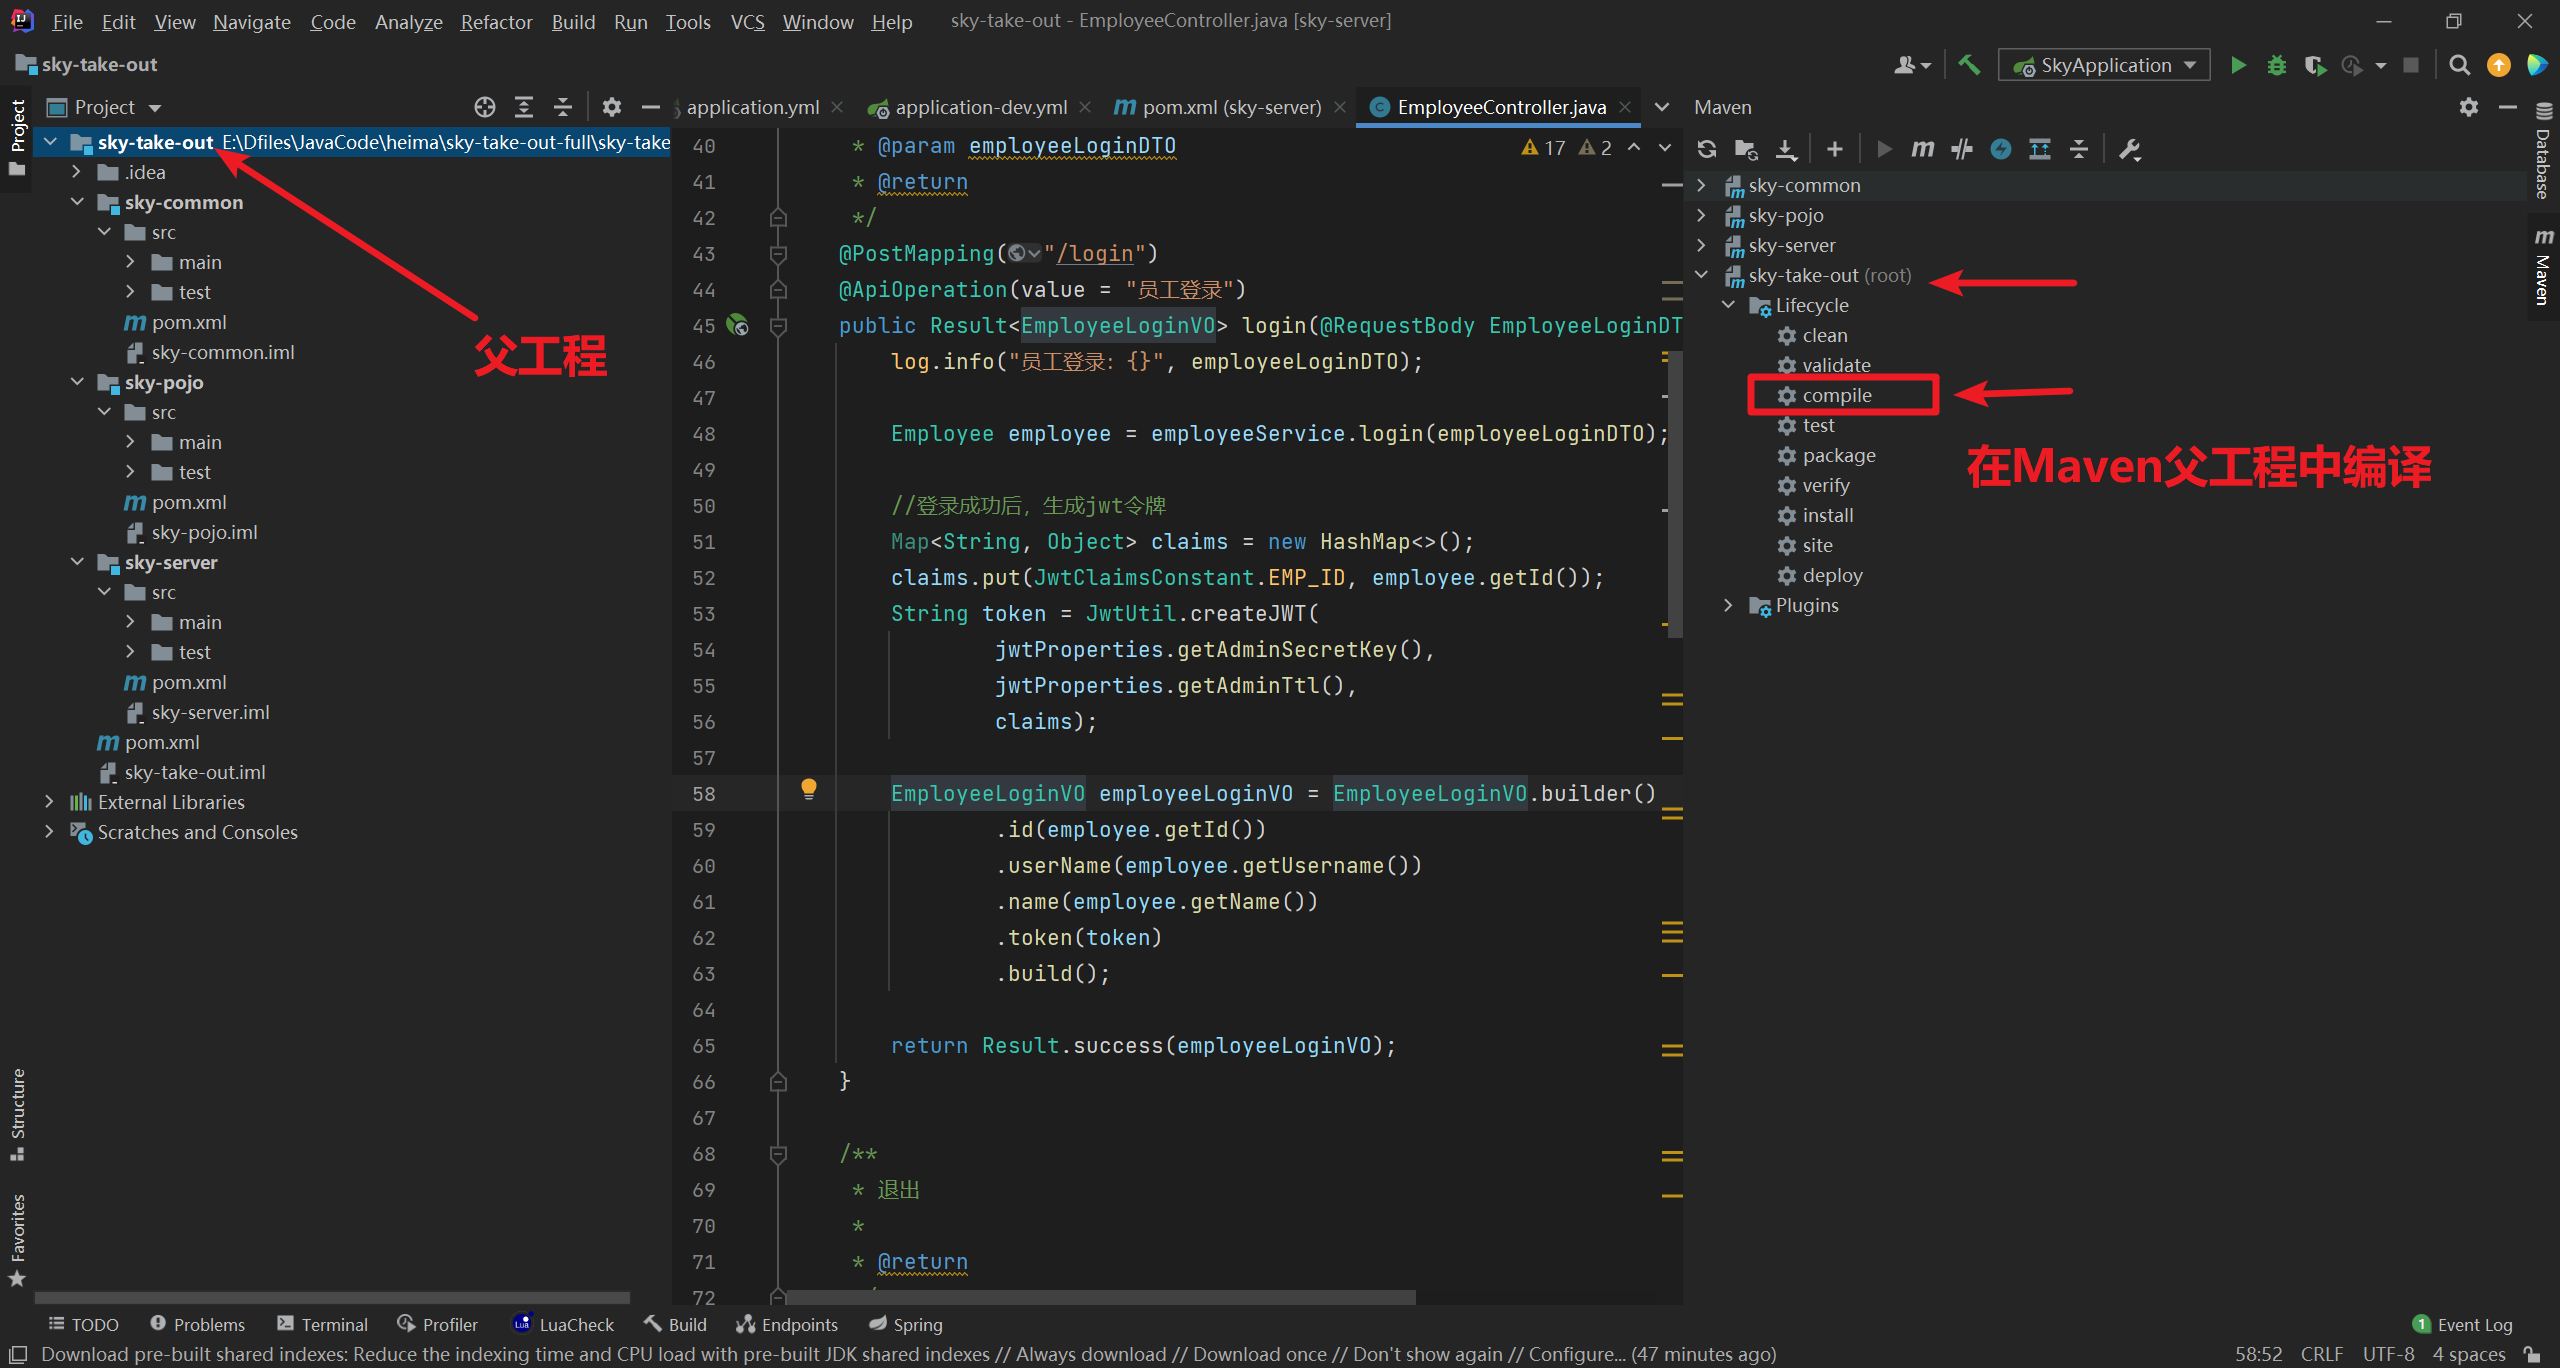 File Edit View Navigate Code Analyze Refactor Build Run Tools VCS Window Help sky-take-out - EmployeeController.java [sky-server]
sky-take-out
SkyApplication
Project
application.yml
application-dev.yml
pom.xml (sky-server)
EmployeeController.java
Maven
Project
sky-take-out E:\Dfiles\JavaCode\heima\sky-take-out-full\sky-take
.idea
sky-common
src
main
test
pom.xml
sky-common.iml
sky-pojo
src
main
test
pom.xml
sky-pojo.iml
sky-server
src
main
test
pom.xml
sky-server.iml
pom.xml
sky-take-out.iml
External Libraries
Scratches and Consoles
父工程
17 2
40 * @param employeeLoginDTO
41 * @return
42 */
43 @PostMapping("/login")
44 @ApiOperation(value = "员工登录")
45 public Result<EmployeeLoginVO> login(@RequestBody EmployeeLoginDT
46 log.info("员工登录: {}", employeeLoginDTO);
47
48 Employee employee = employeeService.login(employeeLoginDTO);
49
50 //登录成功后，生成jwt令牌
51 Map<String, Object> claims = new HashMap<>();
52 claims.put(JwtClaimsConstant.EMP_ID, employee.getId());
53 String token = JwtUtil.createJWT(
54 jwtProperties.getAdminSecretKey(),
55 jwtProperties.getAdminTtl(),
56 claims);
57
58 EmployeeLoginVO employeeLoginVO = EmployeeLoginVO.builder()
59 .id(employee.getId())
60 .userName(employee.getUsername())
61 .name(employee.getName())
62 .token(token)
63 .build();
64
65 return Result.success(employeeLoginVO);
66 }
67
68 /**
69 * 退出
70 *
71 * @return
72
sky-common
sky-pojo
sky-server
sky-take-out (root)
Lifecycle
clean
validate
compile
test
package
verify
install
site
deploy
Plugins
在Maven父工程中编译
Database
Maven
Structure
Favorites
TODO Problems Terminal Profiler LuaCheck Build Endpoints Spring 1 Event Log
Download pre-built shared indexes: Reduce the indexing time and CPU load with pre-built JDK shared indexes // Always download // Download once // Don't show again // Configure... (47 minutes ago) 58:52 CRLF UTF-8 4 spaces